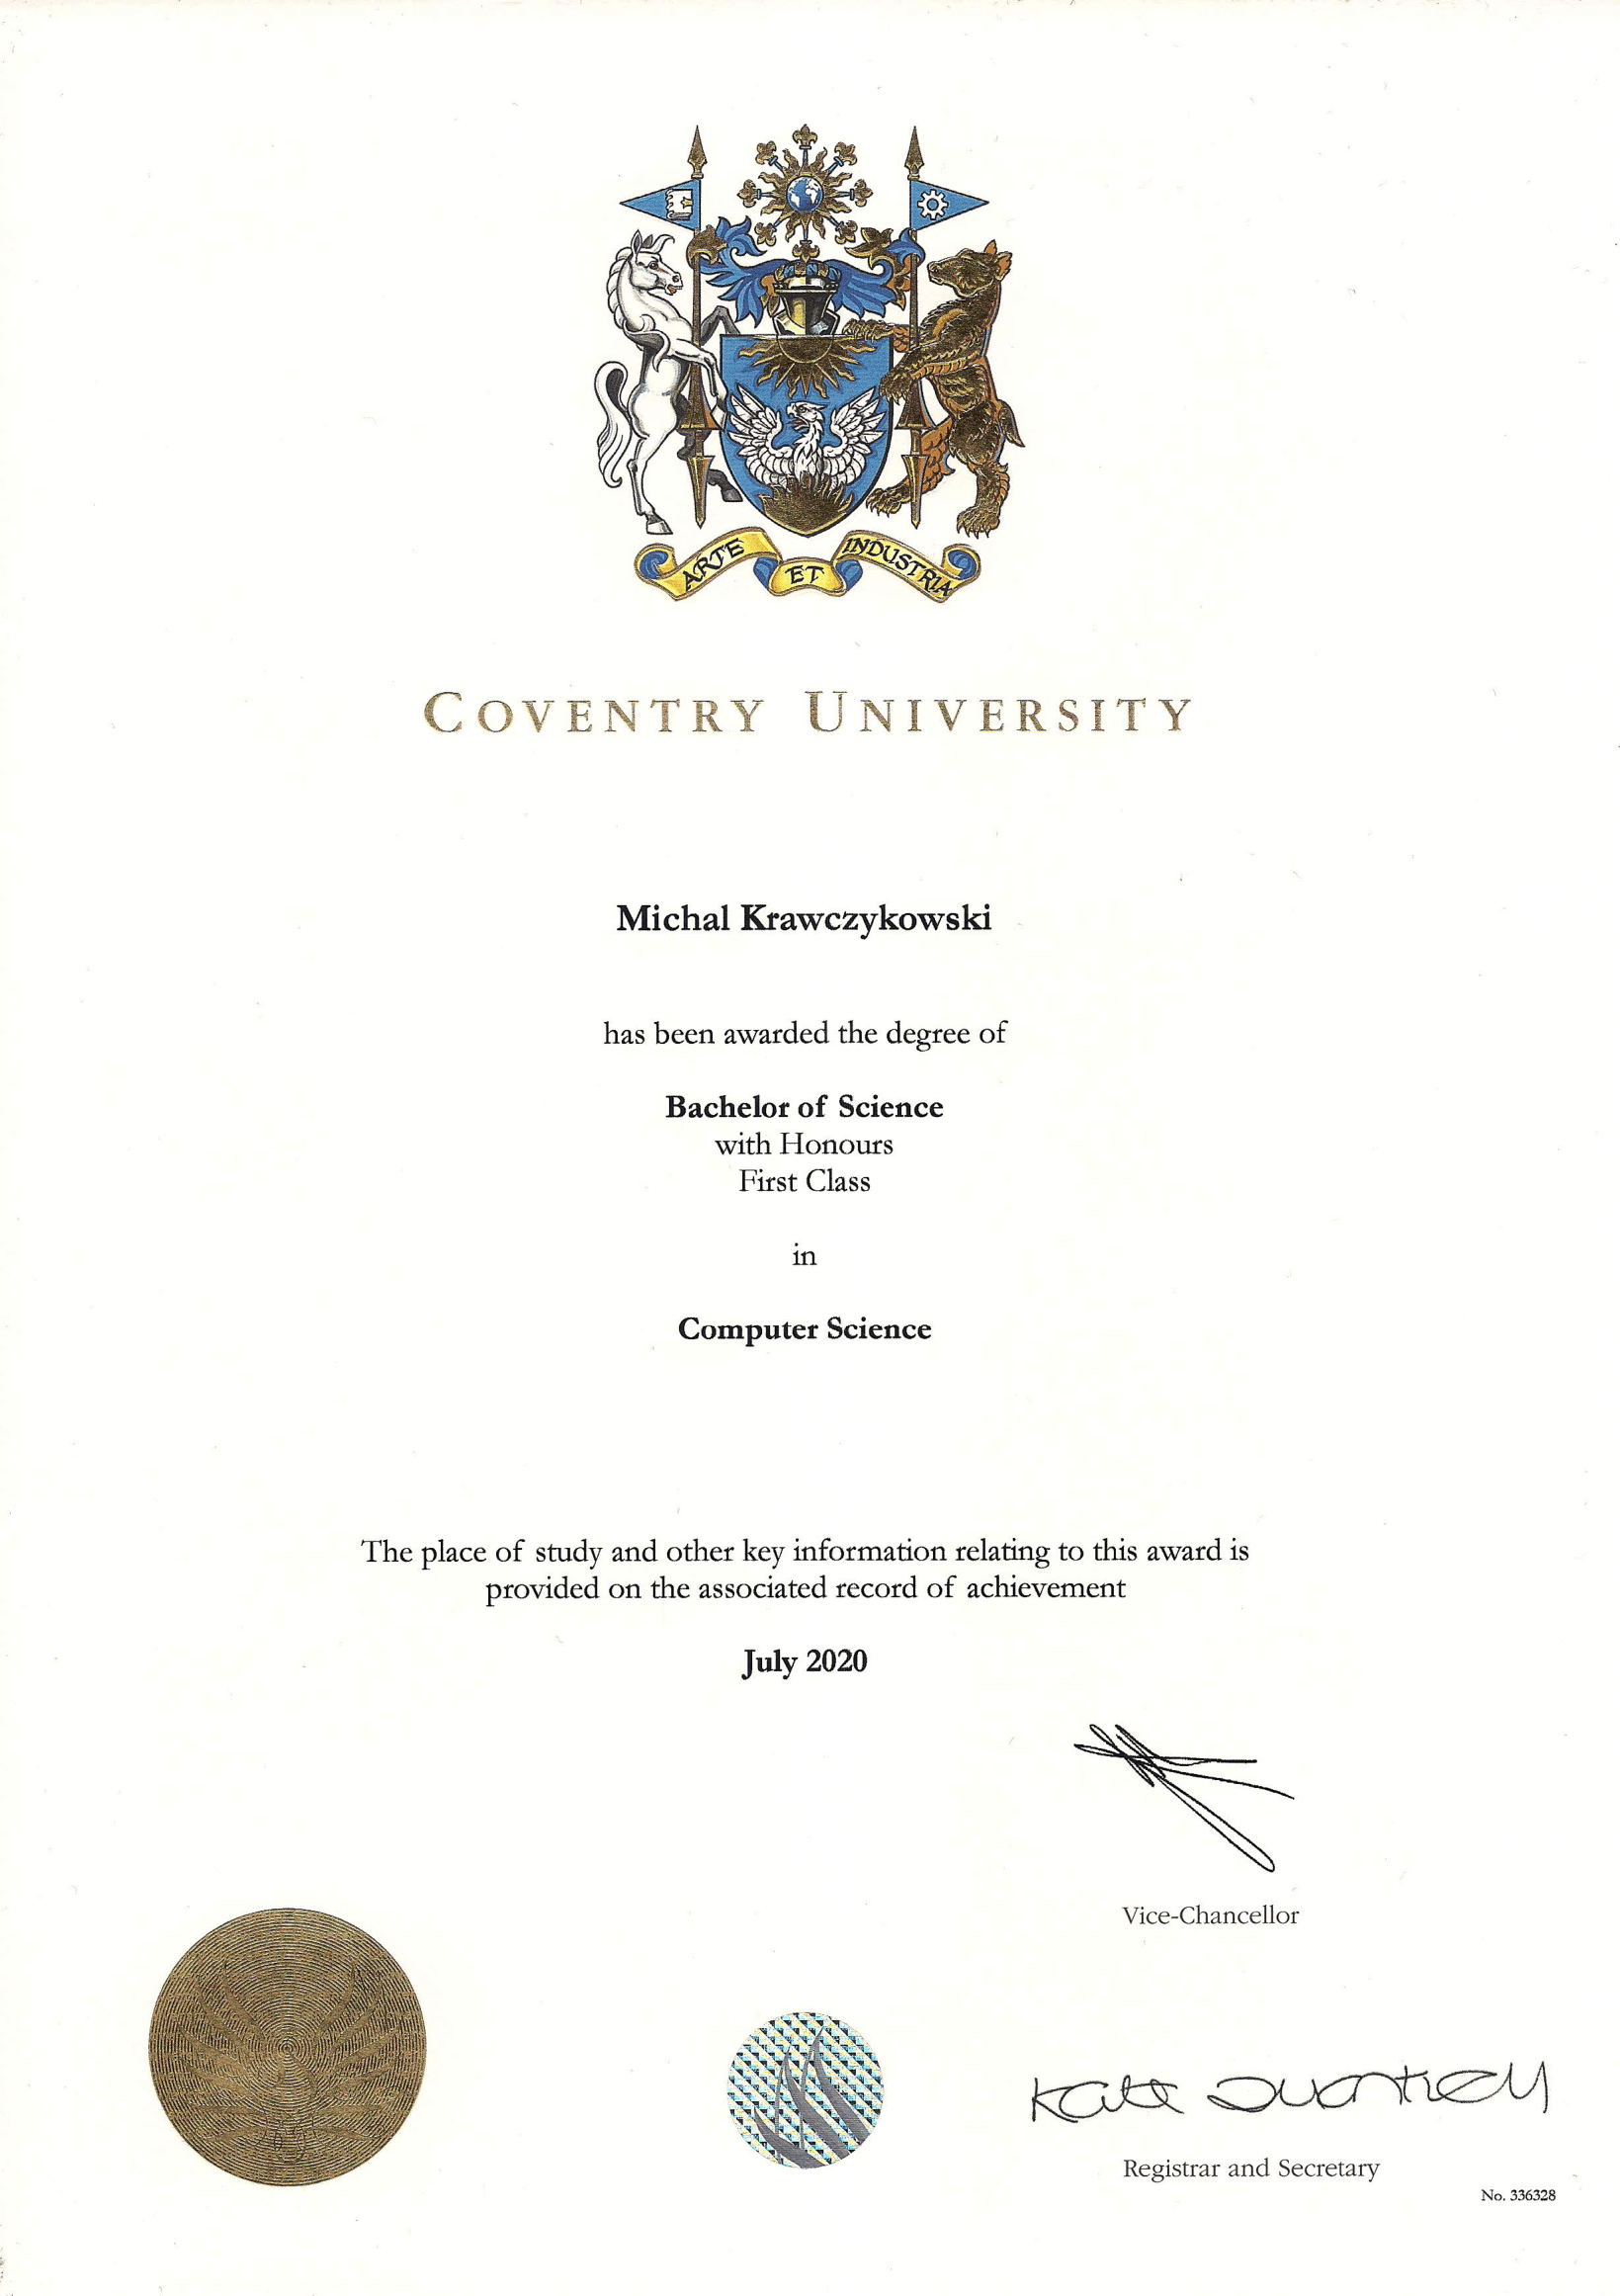 ARTE ET INDUSTRIA
COVENTRY UNIVERSITY
Michal Krawczykowski
has been awarded the degree of
Bachelor of Science
with Honours
First Class
in
Computer Science
The place of study and other key information relating to this award is
provided on the associated record of achievement
July 2020
Vice-Chancellor
Kate
Registrar and Secretary
No. 336328